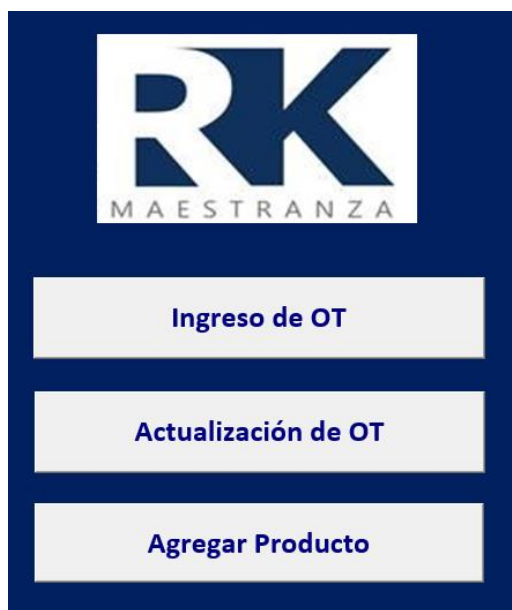 RK
MAESTRANZA
Ingreso de OT
Actualización de OT
Agregar Producto